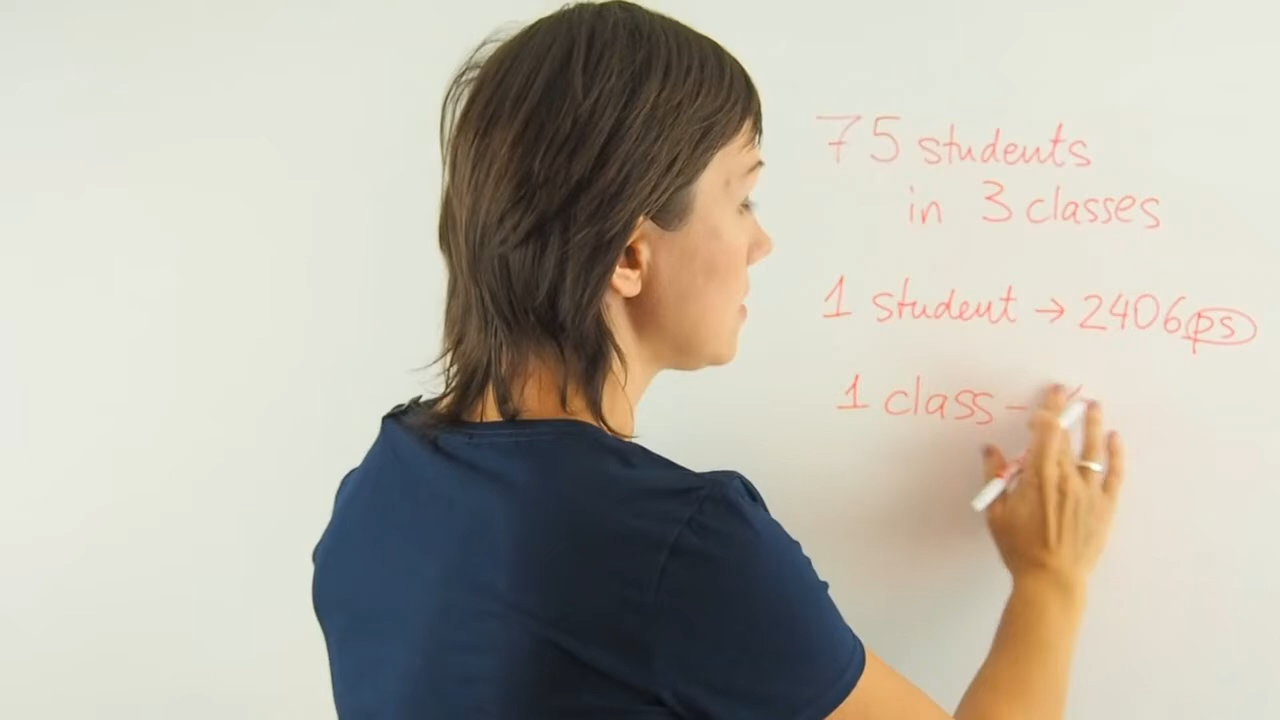 75 students
in 3 classes
1 student → 2406 ps
1 class -